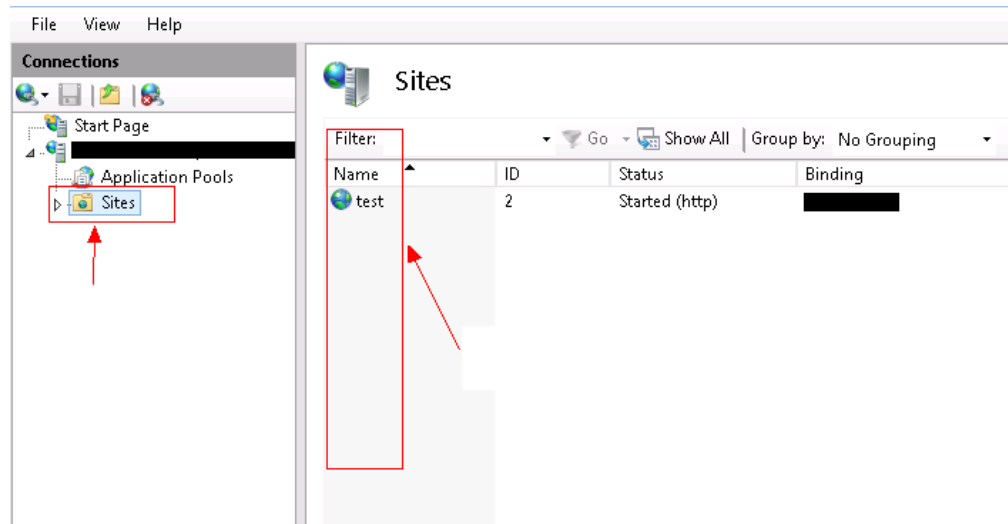 File View Help
Connections
Start Page
Application Pools
Sites
Sites
Filter: Go Show All Group by: No Grouping
Name ID Status Binding
test 2 Started (http)